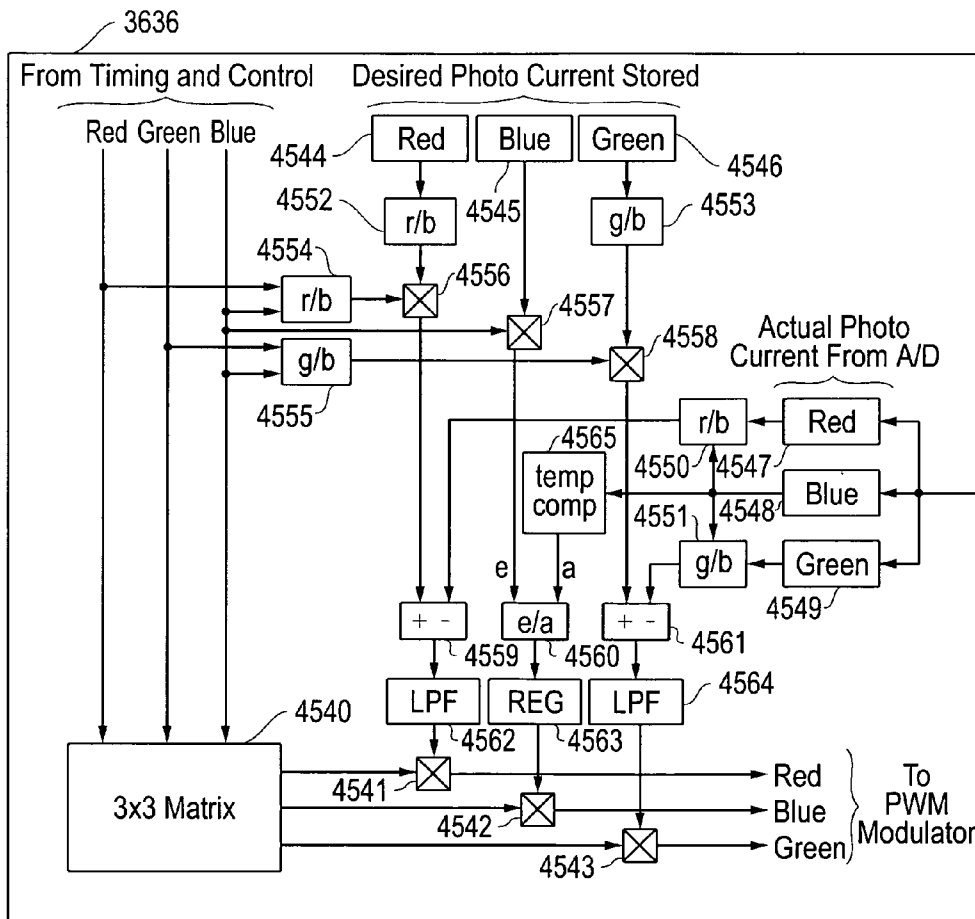 3636
From Timing and Control
Desired Photo Current Stored
Red Green Blue
4544
Red
Blue
Green
4546
4552
4545
4553
r/b
g/b
4554
r/b
4556
4557
4558
g/b
4555
Actual Photo
Current From A/D
4565
r/b
Red
4550
4547
temp
comp
Blue
4551
4548
g/b
Green
4549
e
a
+ -
e/a
+ -
4559
4560
4561
4540
LPF
REG
LPF
4564
4562
4563
3x3 Matrix
4541
Red
To
4542
Blue
PWM
4543
Green
Modulator